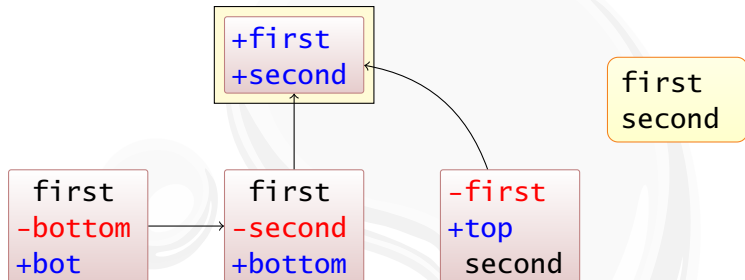 +first
+second
first
second
first
-bottom
+bot
first
-second
+bottom
-first
+top
second